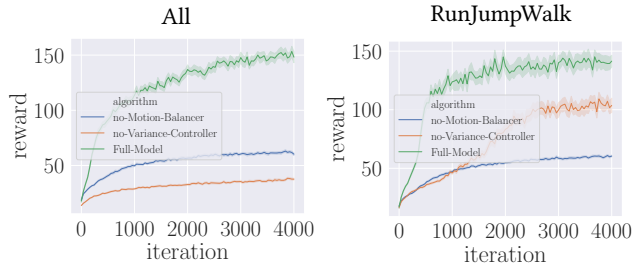 All
RunJumpWalk
reward
150
100
50
algorithm
no-Motion-Balancer
no-Variance-Controller
Full-Model
0
1000
2000
3000
4000
iteration
reward
150
100
50
algorithm
no-Motion-Balancer
no-Variance-Controller
Full-Model
0
1000
2000
3000
4000
iteration